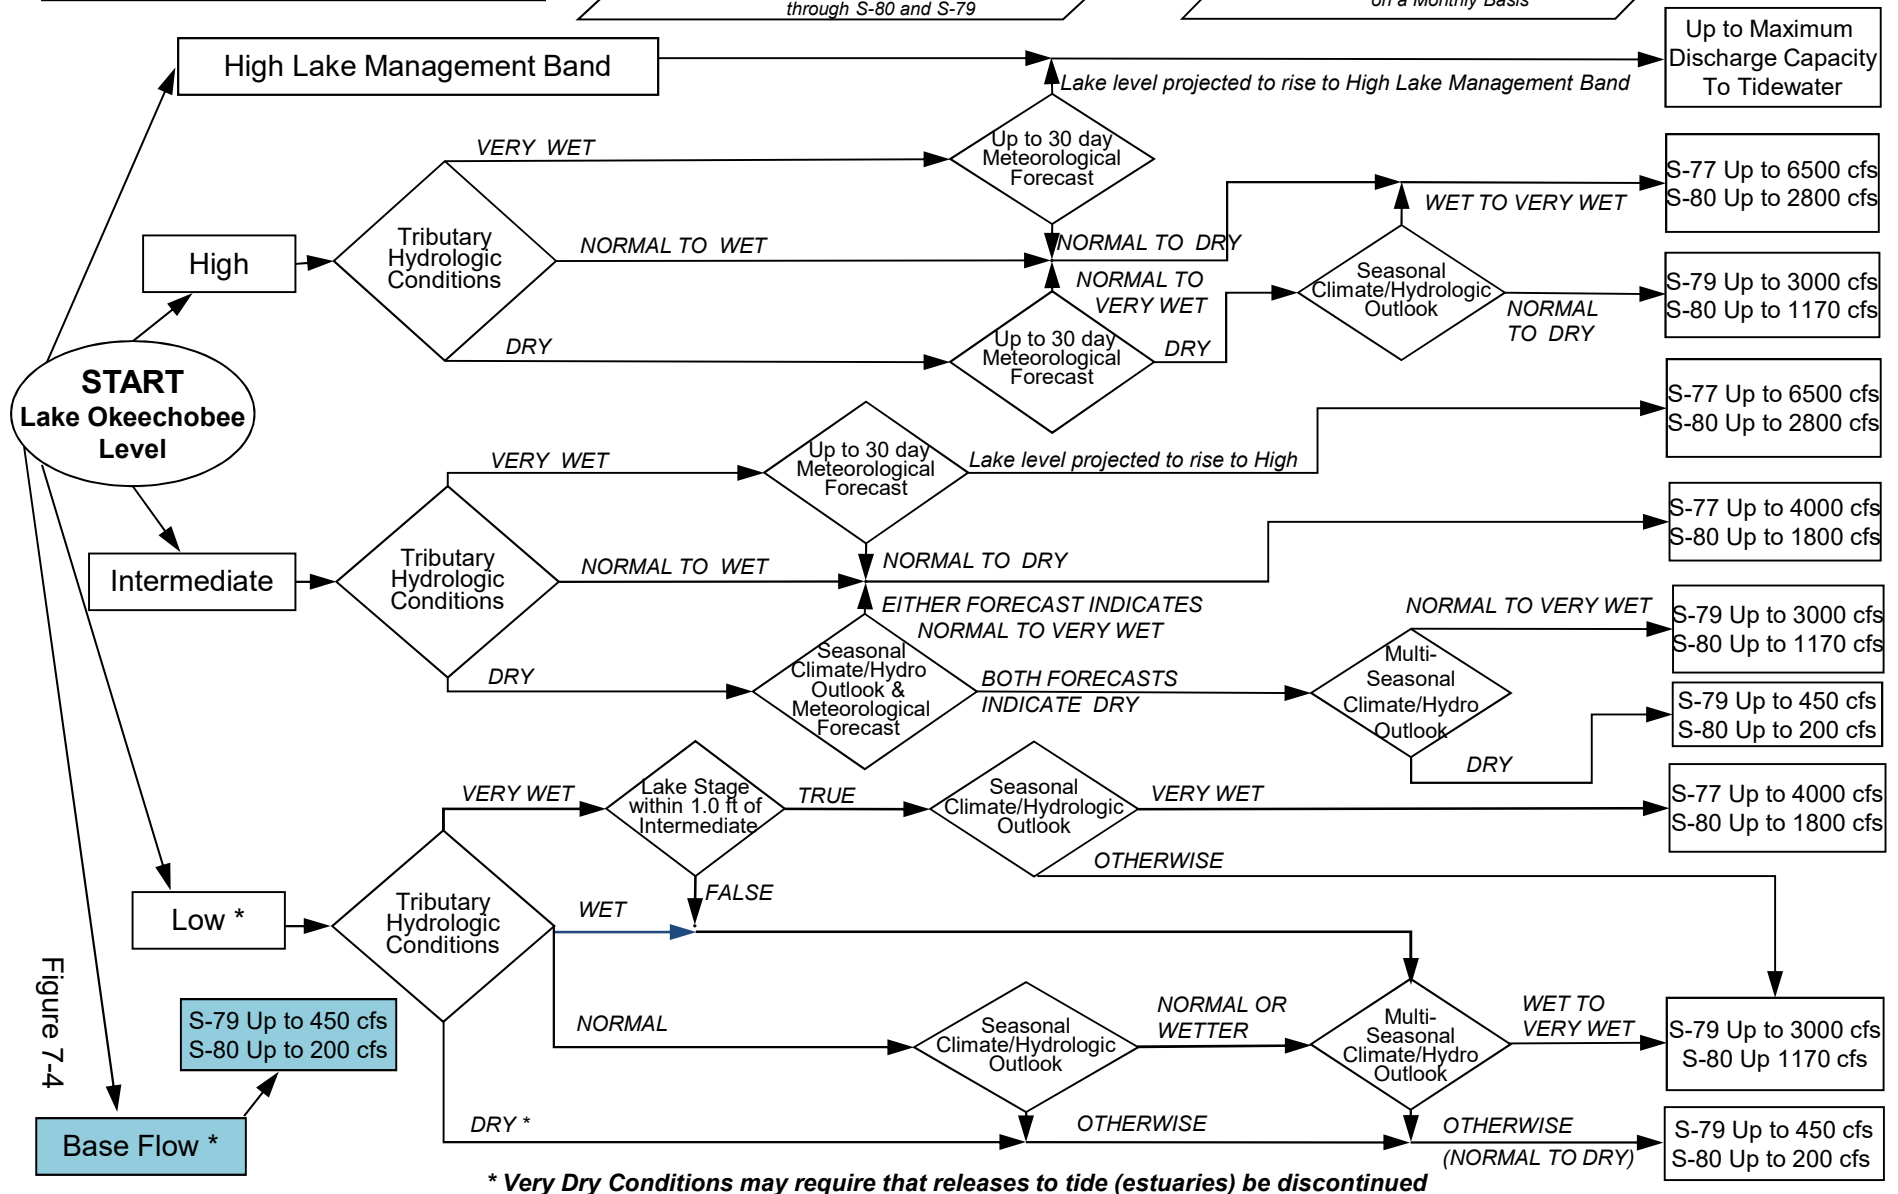 through S-80 and S-79
on a Monthly Basis
High Lake Management Band
Lake level projected to rise to High Lake Management Band
Up to Maximum
Discharge Capacity
To Tidewater
VERY WET
Up to 30 day
Meteorological
Forecast
S-77 Up to 6500 cfs
S-80 Up to 2800 cfs
WET TO VERY WET
High
Tributary
Hydrologic
Conditions
NORMAL TO WET
NORMAL TO DRY
NORMAL TO
VERY WET
Seasonal
Climate/Hydrologic
Outlook
NORMAL
TO DRY
S-79 Up to 3000 cfs
S-80 Up to 1170 cfs
DRY
Up to 30 day
Meteorological
Forecast
DRY
START
Lake Okeechobee
Level
S-77 Up to 6500 cfs
S-80 Up to 2800 cfs
VERY WET
Up to 30 day
Meteorological
Forecast
Lake level projected to rise to High
S-77 Up to 4000 cfs
S-80 Up to 1800 cfs
Intermediate
Tributary
Hydrologic
Conditions
NORMAL TO WET
NORMAL TO DRY
EITHER FORECAST INDICATES
NORMAL TO VERY WET
NORMAL TO VERY WET
S-79 Up to 3000 cfs
S-80 Up to 1170 cfs
DRY
Seasonal
Climate/Hydro
Outlook &
Meteorological
Forecast
BOTH FORECASTS
INDICATE DRY
Multi-
Seasonal
Climate/Hydro
Outlook
DRY
S-79 Up to 450 cfs
S-80 Up to 200 cfs
VERY WET
Lake Stage
within 1.0 ft of
Intermediate
TRUE
Seasonal
Climate/Hydrologic
Outlook
VERY WET
S-77 Up to 4000 cfs
S-80 Up to 1800 cfs
OTHERWISE
FALSE
Low *
Tributary
Hydrologic
Conditions
WET
NORMAL
Seasonal
Climate/Hydrologic
Outlook
NORMAL OR
WETTER
Multi-
Seasonal
Climate/Hydro
Outlook
WET TO
VERY WET
S-79 Up to 3000 cfs
S-80 Up 1170 cfs
Figure 7-4
S-79 Up to 450 cfs
S-80 Up to 200 cfs
Base Flow *
DRY *
OTHERWISE
OTHERWISE
(NORMAL TO DRY)
S-79 Up to 450 cfs
S-80 Up to 200 cfs
* Very Dry Conditions may require that releases to tide (estuaries) be discontinued